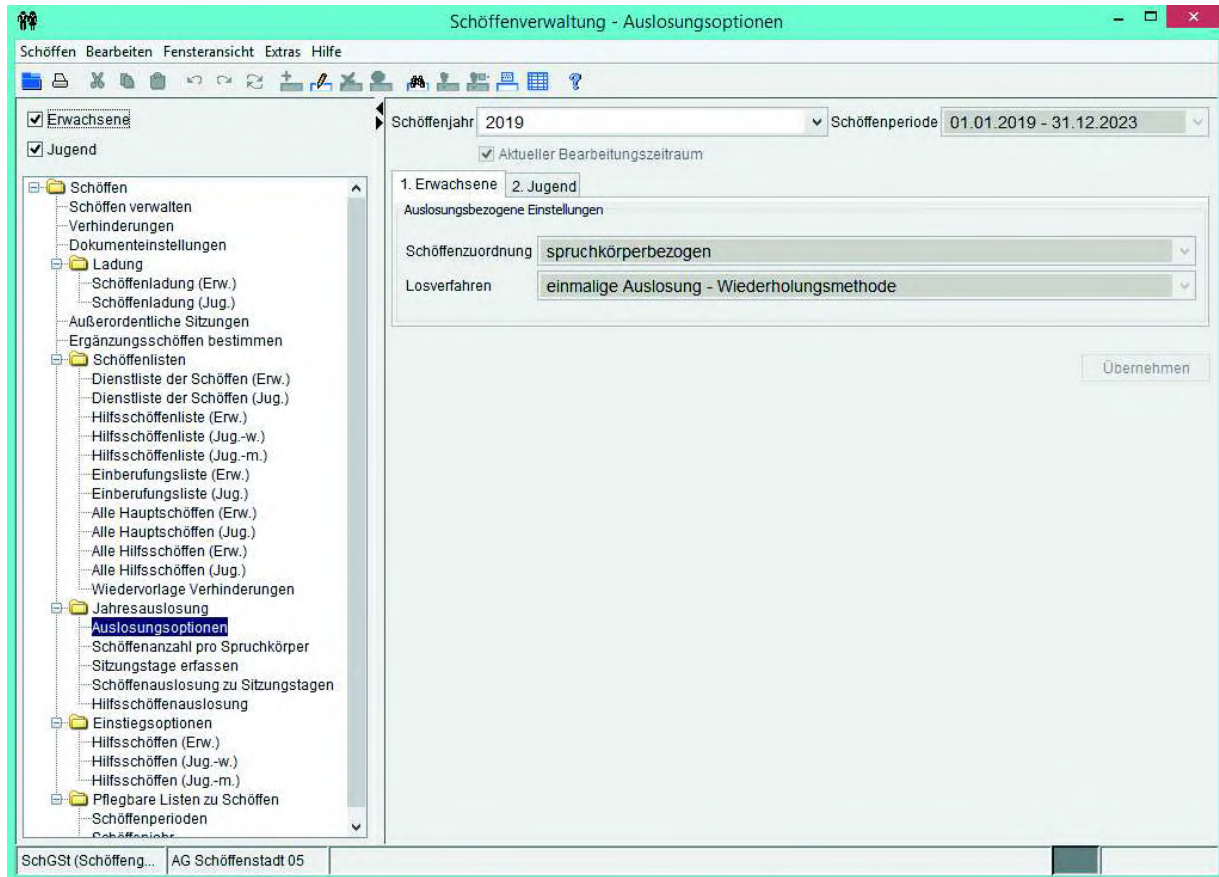 Schöffenverwaltung - Auslosungsoptionen
Schöffen Bearbeiten Fensteransicht Extras Hilfe
Erwachsene
Jugend
Schöffen
Schöffen verwalten
Verhinderungen
Dokumenteinstellungen
Ladung
Schöffenladung (Erw.)
Schöffenladung (Jug.)
Außerordentliche Sitzungen
Ergänzungsschöffen bestimmen
Schöffenlisten
Dienstliste der Schöffen (Erw.)
Dienstliste der Schöffen (Jug.)
Hilfsschöffenliste (Erw.)
Hilfsschöffenliste (Jug.-w.)
Hilfsschöffenliste (Jug.-m.)
Einberufungsliste (Erw.)
Einberufungsliste (Jug.)
Alle Hauptschöffen (Erw.)
Alle Hauptschöffen (Jug.)
Alle Hilfsschöffen (Erw.)
Alle Hilfsschöffen (Jug.)
Wiedervorlage Verhinderungen
Jahresauslosung
Auslosungsoptionen
Schöffenanzahl pro Spruchkörper
Sitzungstage erfassen
Schöffenauslosung zu Sitzungstagen
Hilfsschöffenauslosung
Einstiegsoptionen
Hilfsschöffen (Erw.)
Hilfsschöffen (Jug.-w.)
Hilfsschöffen (Jug.-m.)
Pflegbare Listen zu Schöffen
Schöffenperioden
Schöffenjahr
Schöffenjahr 2019 Schöffenperiode 01.01.2019 - 31.12.2023
Aktueller Bearbeitungszeitraum
1. Erwachsene 2. Jugend
Auslosungsbezogene Einstellungen
Schöffenzuordnung spruchkörperbezogen
Losverfahren einmalige Auslosung - Wiederholungsmethode
Übernehmen
SchGSt (Schöffeng... AG Schöffenstadt 05